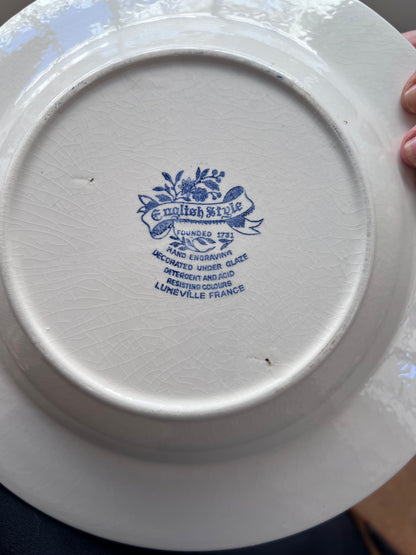 English Style
FOUNDED 1731
HAND ENGRAVING
DECORATED UNDER GLAZE
DETERGENT AND ACID
RESISTING COLOURS
LUNEVILLE FRANCE